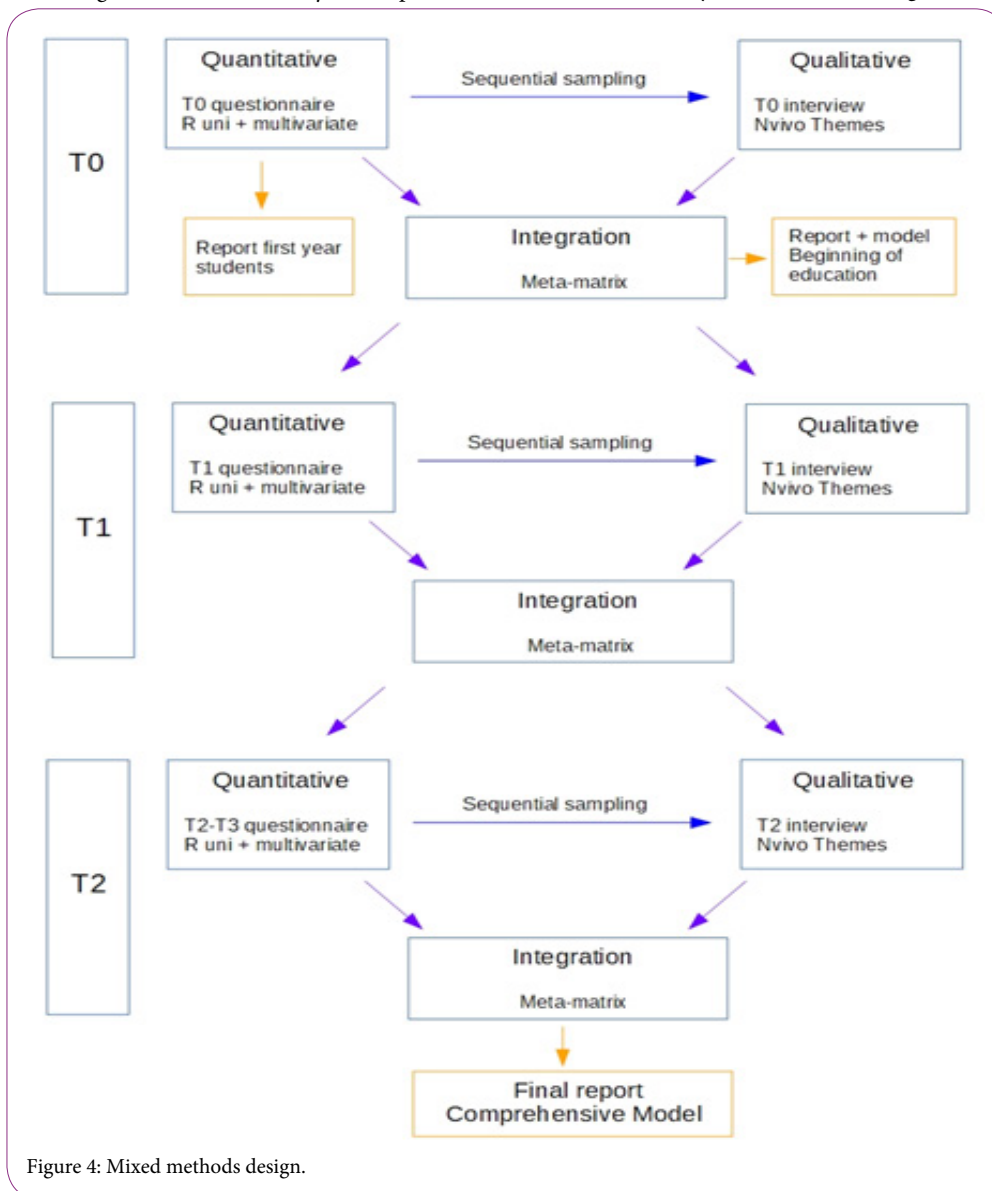 T0
Quantitative
T0 questionnaire
R uni + multivariate
Sequential sampling
Qualitative
T0 interview
Nvivo Themes
Report first year
students
Integration
Meta-matrix
Report + model
Beginning of
education
T1
Quantitative
T1 questionnaire
R uni + multivariate
Sequential sampling
Qualitative
T1 interview
Nvivo Themes
Integration
Meta-matrix
T2
Quantitative
T2-T3 questionnaire
R uni + multivariate
Sequential sampling
Qualitative
T2 interview
Nvivo Themes
Integration
Meta-matrix
Final report
Comprehensive Model
Figure 4: Mixed methods design.